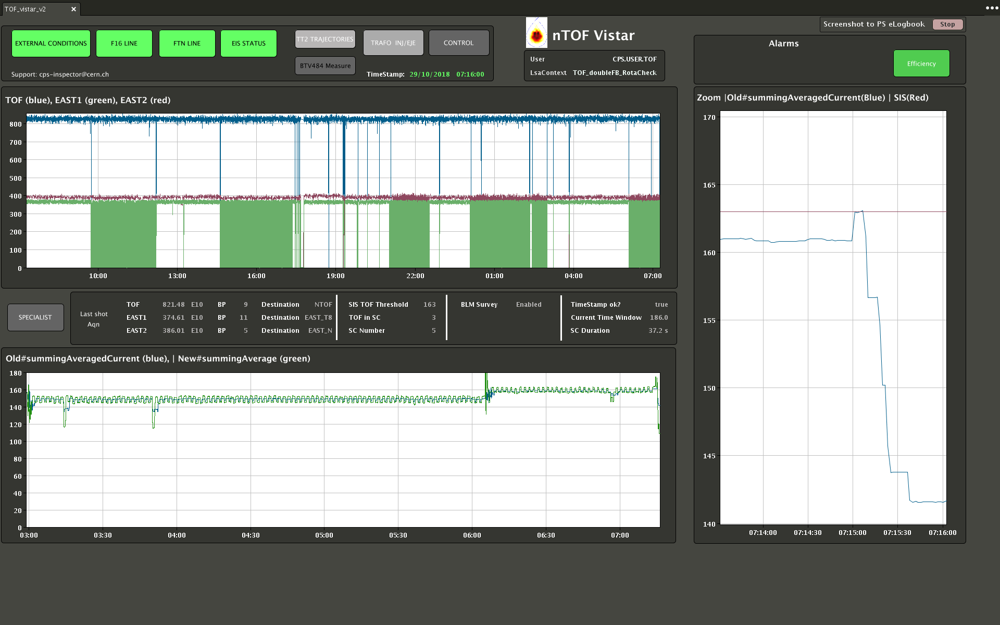 TOF_vistar_v2
Screenshot to PS eLogbook Stop
EXTERNAL CONDITIONS F16 LINE FTN LINE EIS STATUS TT2 TRAJECTORIES TRAFO INJ/EJE CONTROL
BTV484 Measure
Support: cps-inspector@cern.ch
TimeStamp: 29/10/2018 07:16:00
nTOF Vistar
User CPS.USER.TOF
LsaContext TOF_doubleFB_RotaCheck
Alarms
Efficiency
TOF (blue), EAST1 (green), EAST2 (red)
800
700
600
500
400
300
200
100
0
10:00 13:00 16:00 19:00 22:00 01:00 04:00 07:00
SPECIALIST
Last shot
Aqn
TOF 821.48 E10 BP 9 Destination NTOF
EAST1 374.61 E10 BP 11 Destination EAST_T8
EAST2 386.01 E10 BP 5 Destination EAST_N
SIS TOF Threshold 163
TOF in SC 3
SC Number 5
BLM Survey Enabled
TimeStamp ok? true
Current Time Window 186.0
SC Duration 37.2 s
Old#summingAveragedCurrent (blue), | New#summingAverage (green)
180
160
140
120
100
80
60
40
20
0
03:00 03:30 04:00 04:30 05:00 05:30 06:00 06:30 07:00
Zoom |Old#summingAveragedCurrent(Blue) | SIS(Red)
170
165
160
155
150
145
140
07:14:00 07:14:30 07:15:00 07:15:30 07:16:00